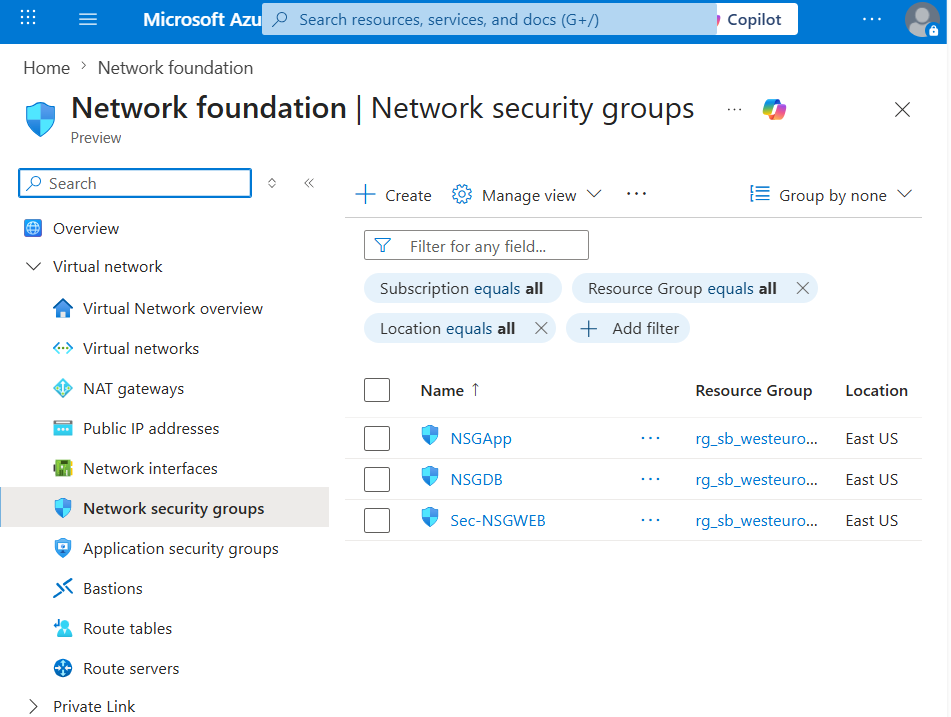 Microsoft Azu
Search resources, services, and docs (G+/)
Copilot
Home > Network foundation
Network foundation | Network security groups
Preview
Search
Overview
Virtual network
Virtual Network overview
Virtual networks
NAT gateways
Public IP addresses
Network interfaces
Network security groups
Application security groups
Bastions
Route tables
Route servers
Private Link
Create Manage view Group by none
Filter for any field...
Subscription equals all Resource Group equals all
Location equals all Add filter
Name ↑ Resource Group Location
NSGApp rg_sb_westeuro... East US
NSGDB rg_sb_westeuro... East US
Sec-NSGWEB rg_sb_westeuro... East US